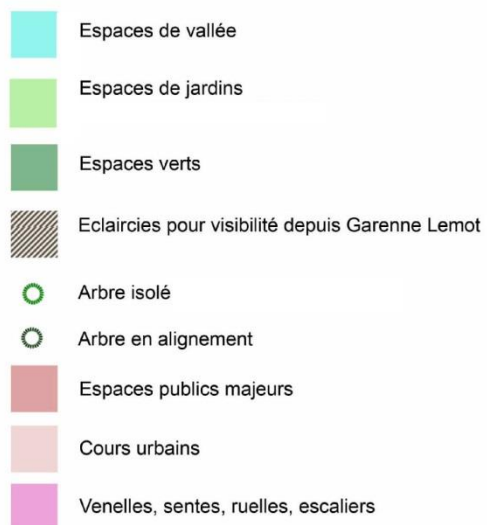 Espaces de vallée
Espaces de jardins
Espaces verts
Eclaircies pour visibilité depuis Garenne Lemot
Arbre isolé
Arbre en alignement
Espaces publics majeurs
Cours urbains
Venelles, sentes, ruelles, escaliers